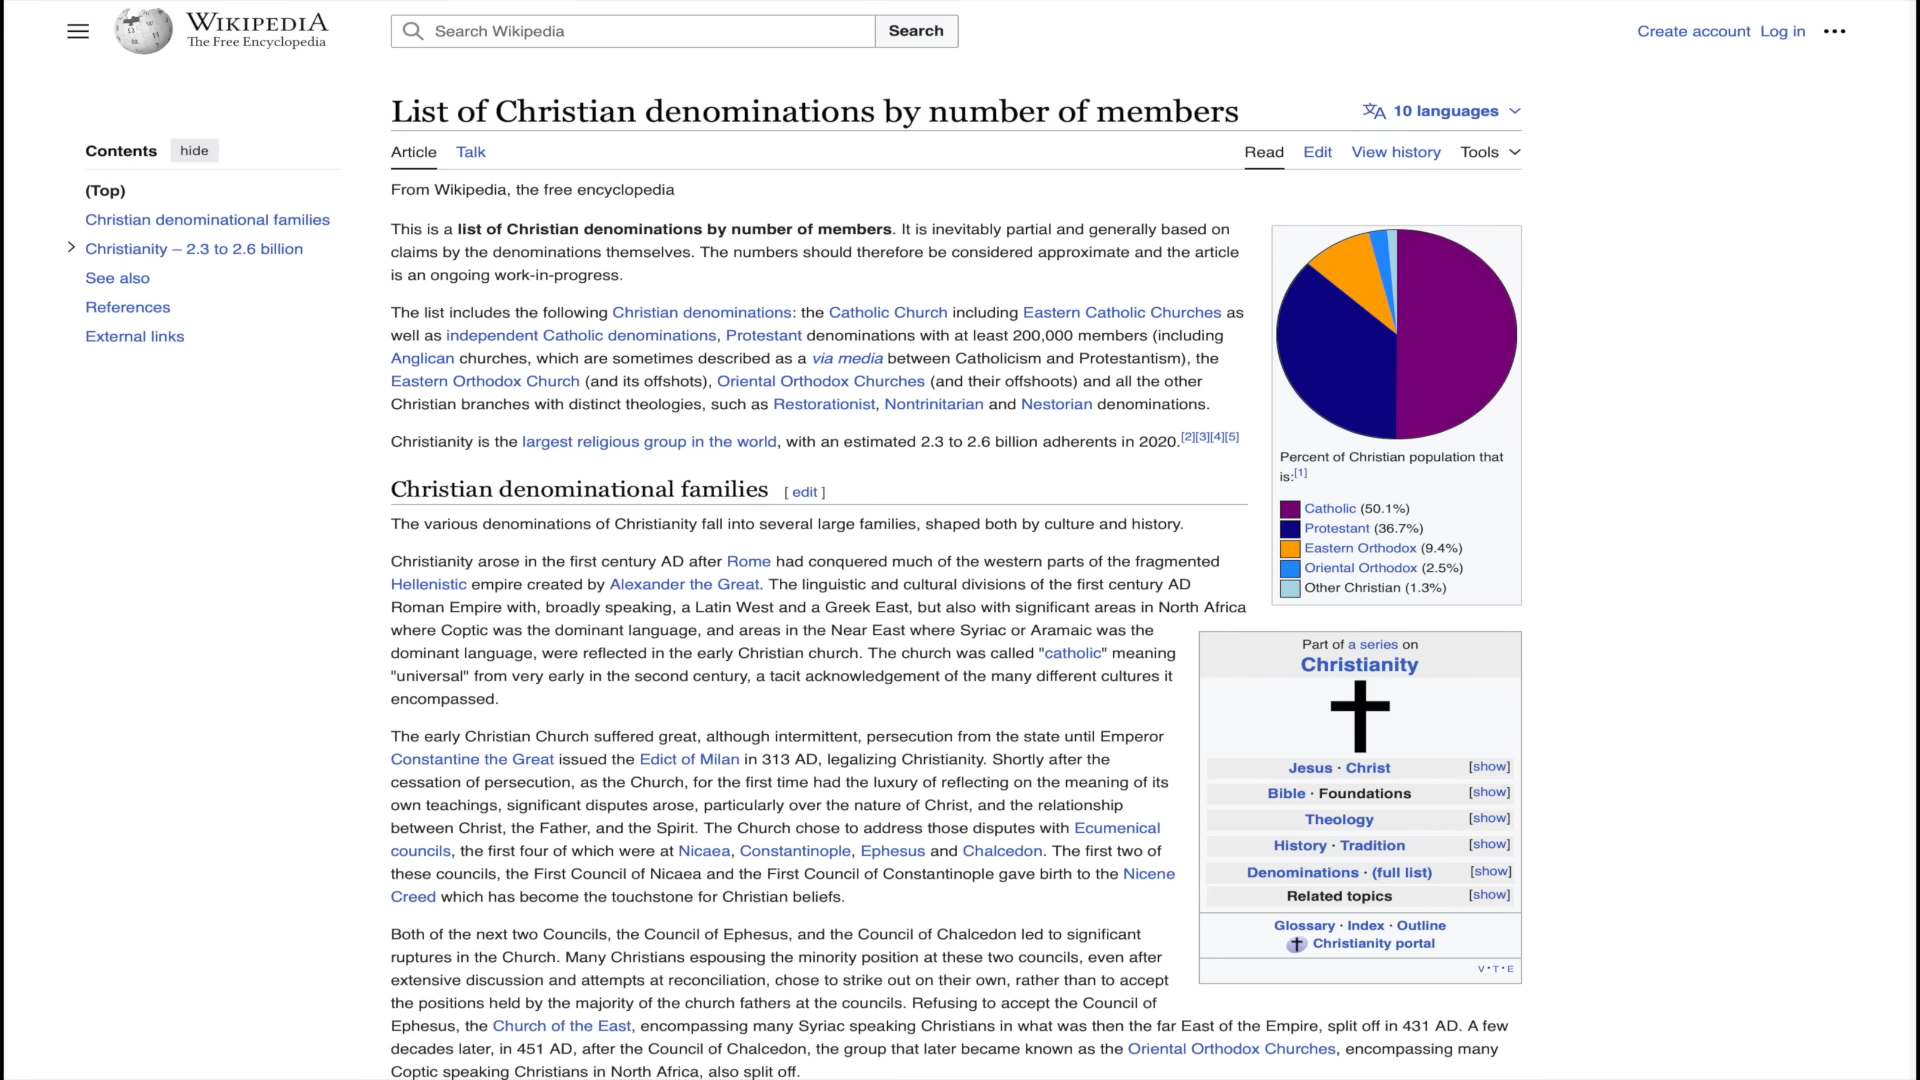 WIKIPEDIA
The Free Encyclopedia
Search Wikipedia
Search
Create account Log in
Contents hide
(Top)
Christian denominational families
Christianity – 2.3 to 2.6 billion
See also
References
External links
List of Christian denominations by number of members
10 languages
Article Talk
Read Edit View history Tools
From Wikipedia, the free encyclopedia
This is a list of Christian denominations by number of members. It is inevitably partial and generally based on
claims by the denominations themselves. The numbers should therefore be considered approximate and the article
is an ongoing work-in-progress.
The list includes the following Christian denominations: the Catholic Church including Eastern Catholic Churches as
well as independent Catholic denominations, Protestant denominations with at least 200,000 members (including
Anglican churches, which are sometimes described as a via media between Catholicism and Protestantism), the
Eastern Orthodox Church (and its offshots), Oriental Orthodox Churches (and their offshoots) and all the other
Christian branches with distinct theologies, such as Restorationist, Nontrinitarian and Nestorian denominations.
Christianity is the largest religious group in the world, with an estimated 2.3 to 2.6 billion adherents in 2020.[2][3][4][5]
Christian denominational families [ edit ]
The various denominations of Christianity fall into several large families, shaped both by culture and history.
Christianity arose in the first century AD after Rome had conquered much of the western parts of the fragmented
Hellenistic empire created by Alexander the Great. The linguistic and cultural divisions of the first century AD
Roman Empire with, broadly speaking, a Latin West and a Greek East, but also with significant areas in North Africa
where Coptic was the dominant language, and areas in the Near East where Syriac or Aramaic was the
dominant language, were reflected in the early Christian church. The church was called "catholic" meaning
"universal" from very early in the second century, a tacit acknowledgement of the many different cultures it
encompassed.
The early Christian Church suffered great, although intermittent, persecution from the state until Emperor
Constantine the Great issued the Edict of Milan in 313 AD, legalizing Christianity. Shortly after the
cessation of persecution, as the Church, for the first time had the luxury of reflecting on the meaning of its
own teachings, significant disputes arose, particularly over the nature of Christ, and the relationship
between Christ, the Father, and the Spirit. The Church chose to address those disputes with Ecumenical
councils, the first four of which were at Nicaea, Constantinople, Ephesus and Chalcedon. The first two of
these councils, the First Council of Nicaea and the First Council of Constantinople gave birth to the Nicene
Creed which has become the touchstone for Christian beliefs.
Both of the next two Councils, the Council of Ephesus, and the Council of Chalcedon led to significant
ruptures in the Church. Many Christians espousing the minority position at these two councils, even after
extensive discussion and attempts at reconciliation, chose to strike out on their own, rather than to accept
the positions held by the majority of the church fathers at the councils. Refusing to accept the Council of
Ephesus, the Church of the East, encompassing many Syriac speaking Christians in what was then the far East of the Empire, split off in 431 AD. A few
decades later, in 451 AD, after the Council of Chalcedon, the group that later became known as the Oriental Orthodox Churches, encompassing many
Coptic speaking Christians in North Africa, also split off.
Percent of Christian population that
is:[1]
Catholic (50.1%)
Protestant (36.7%)
Eastern Orthodox (9.4%)
Oriental Orthodox (2.5%)
Other Christian (1.3%)
Part of a series on
Christianity
Jesus · Christ [show]
Bible · Foundations [show]
Theology [show]
History · Tradition [show]
Denominations · (full list) [show]
Related topics [show]
Glossary · Index · Outline
Christianity portal
V·T·E